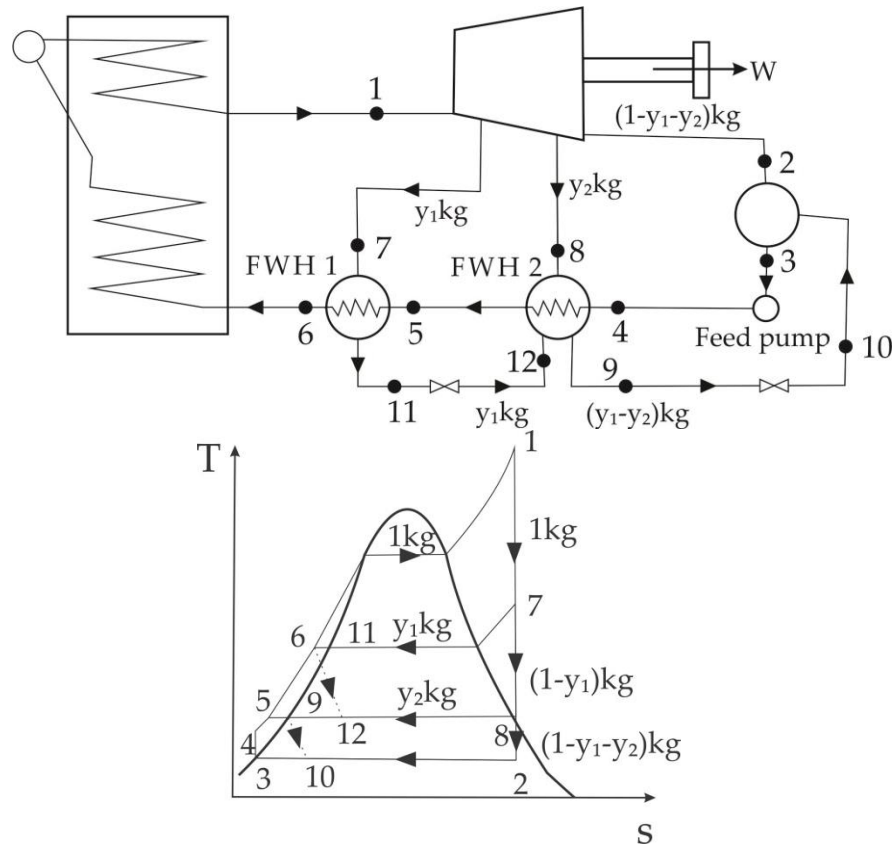 1
W
(1-y₁-y₂)kg
2
y₁kg
y₂kg
7
8
3
FWH 1
FWH 2
6
5
4
Feed pump
12
9
10
11
y₁kg
(y₁-y₂)kg
T
1
1kg
1kg
7
6
11
y₁kg
(1-y₁)kg
5
9
y₂kg
12
8
(1-y₁-y₂)kg
4
3
10
2
s